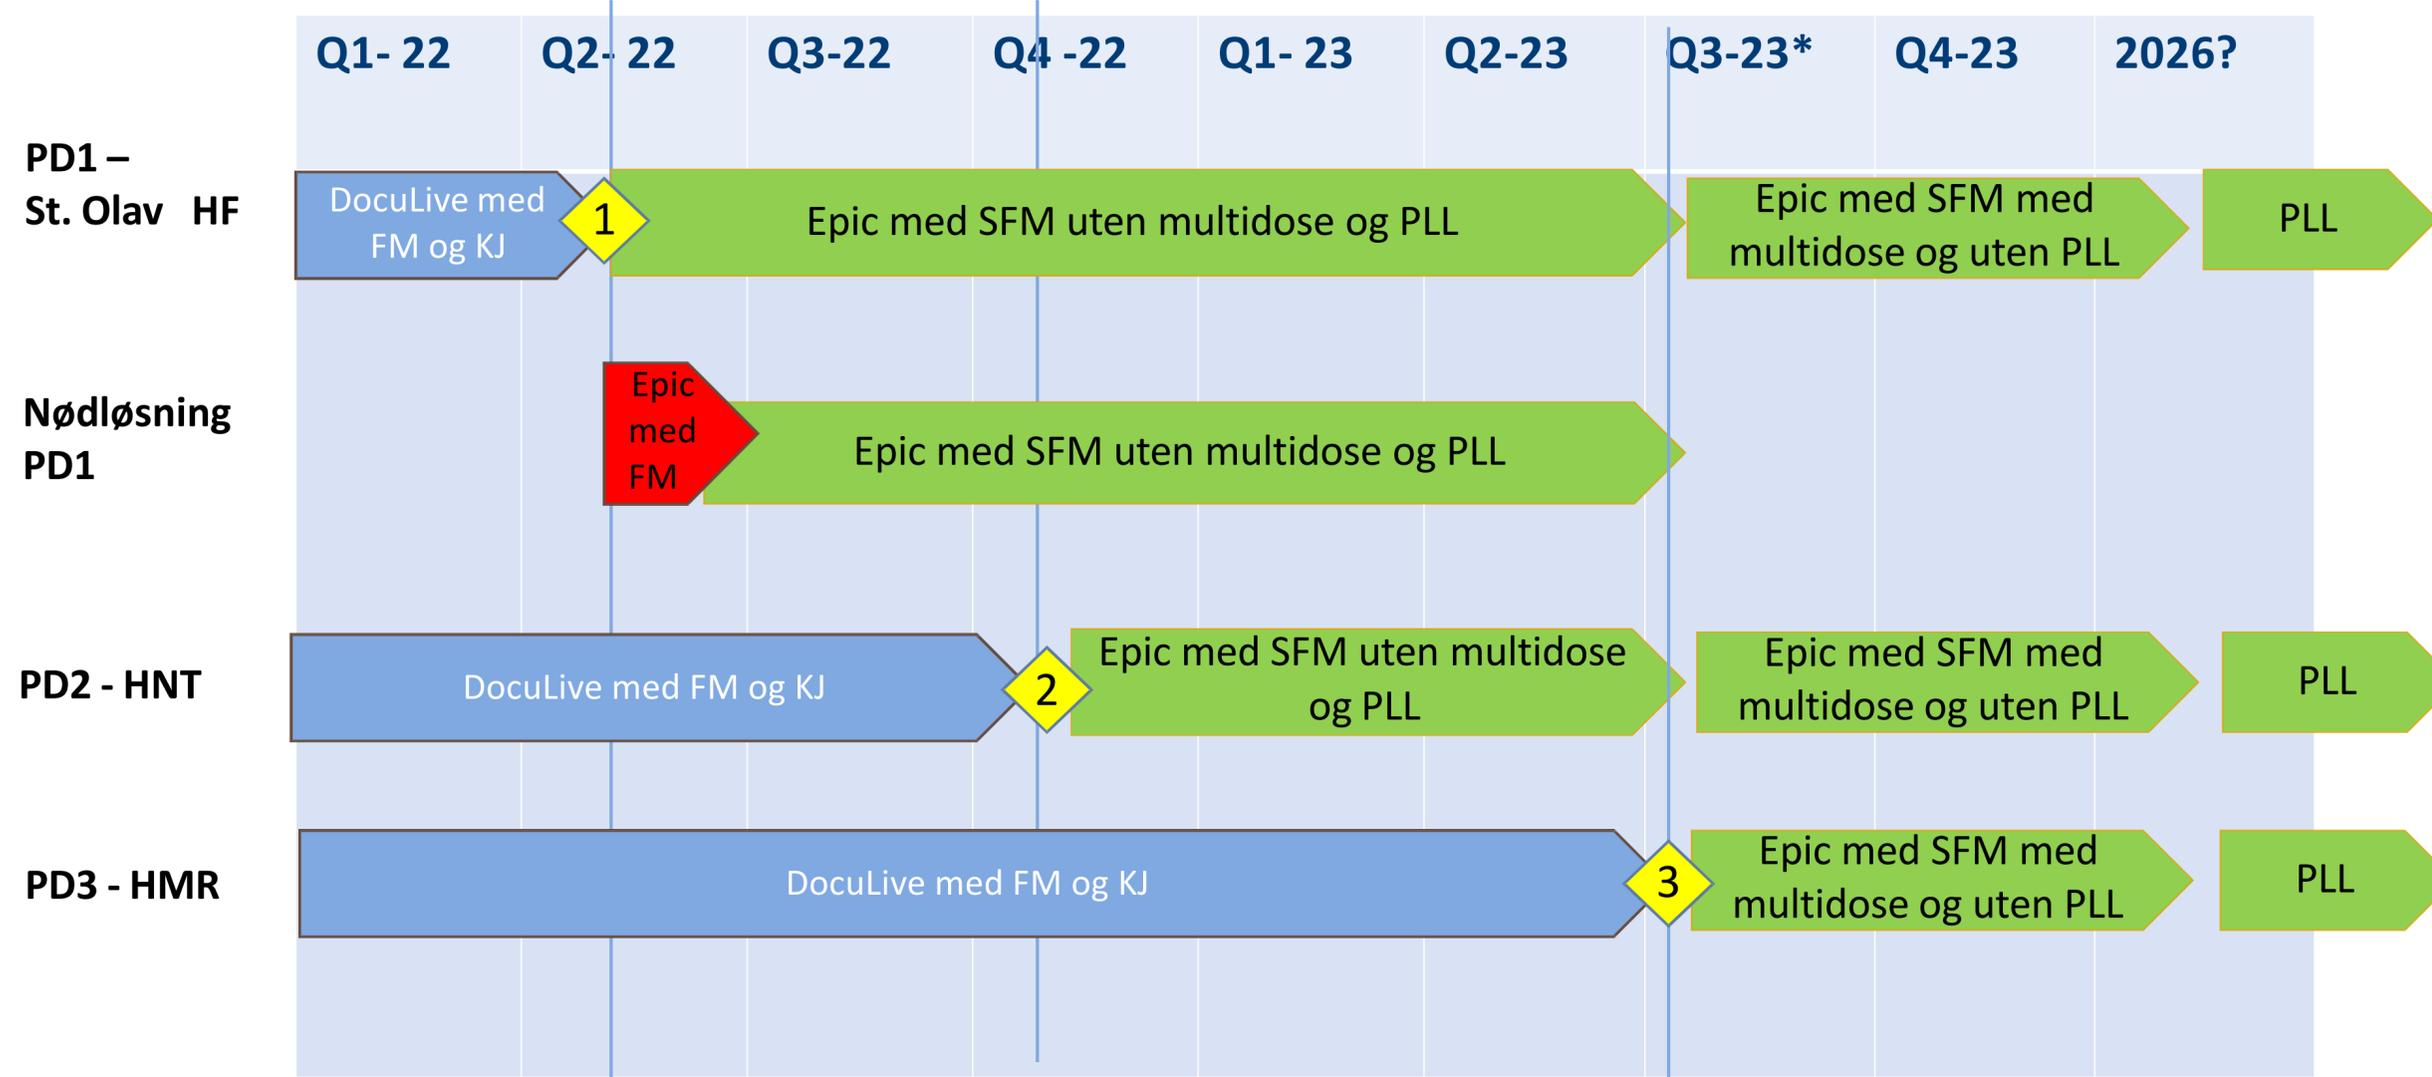 Q1- 22 Q2- 22 Q3-22 Q4 -22 Q1- 23 Q2-23 Q3-23* Q4-23 2026?
PD1 –
St. Olav HF
DocuLive med
FM og KJ
1
Epic med SFM uten multidose og PLL
Epic med SFM med
multidose og uten PLL
PLL
Nødløsning
PD1
Epic
med
FM
Epic med SFM uten multidose og PLL
PD2 - HNT
DocuLive med FM og KJ
2
Epic med SFM uten multidose
og PLL
Epic med SFM med
multidose og uten PLL
PLL
PD3 - HMR
DocuLive med FM og KJ
3
Epic med SFM med
multidose og uten PLL
PLL